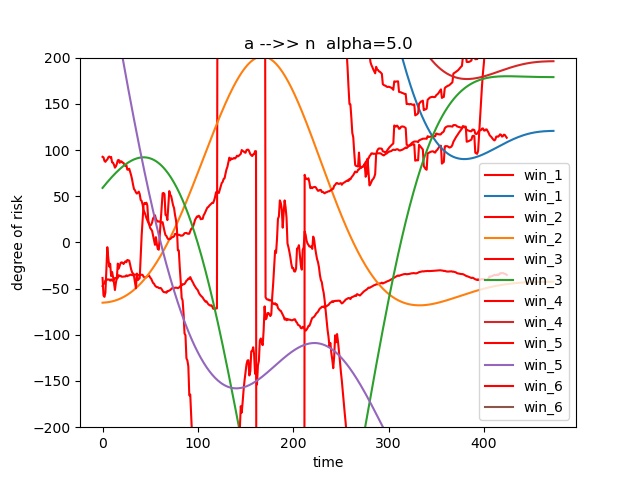 a -->> n  alpha=5.0
degree of risk
200
150
100
50
0
−50
−100
−150
−200
win_1
win_1
win_2
win_2
win_3
win_3
win_4
win_4
win_5
win_5
win_6
win_6
0
100
200
300
400
time